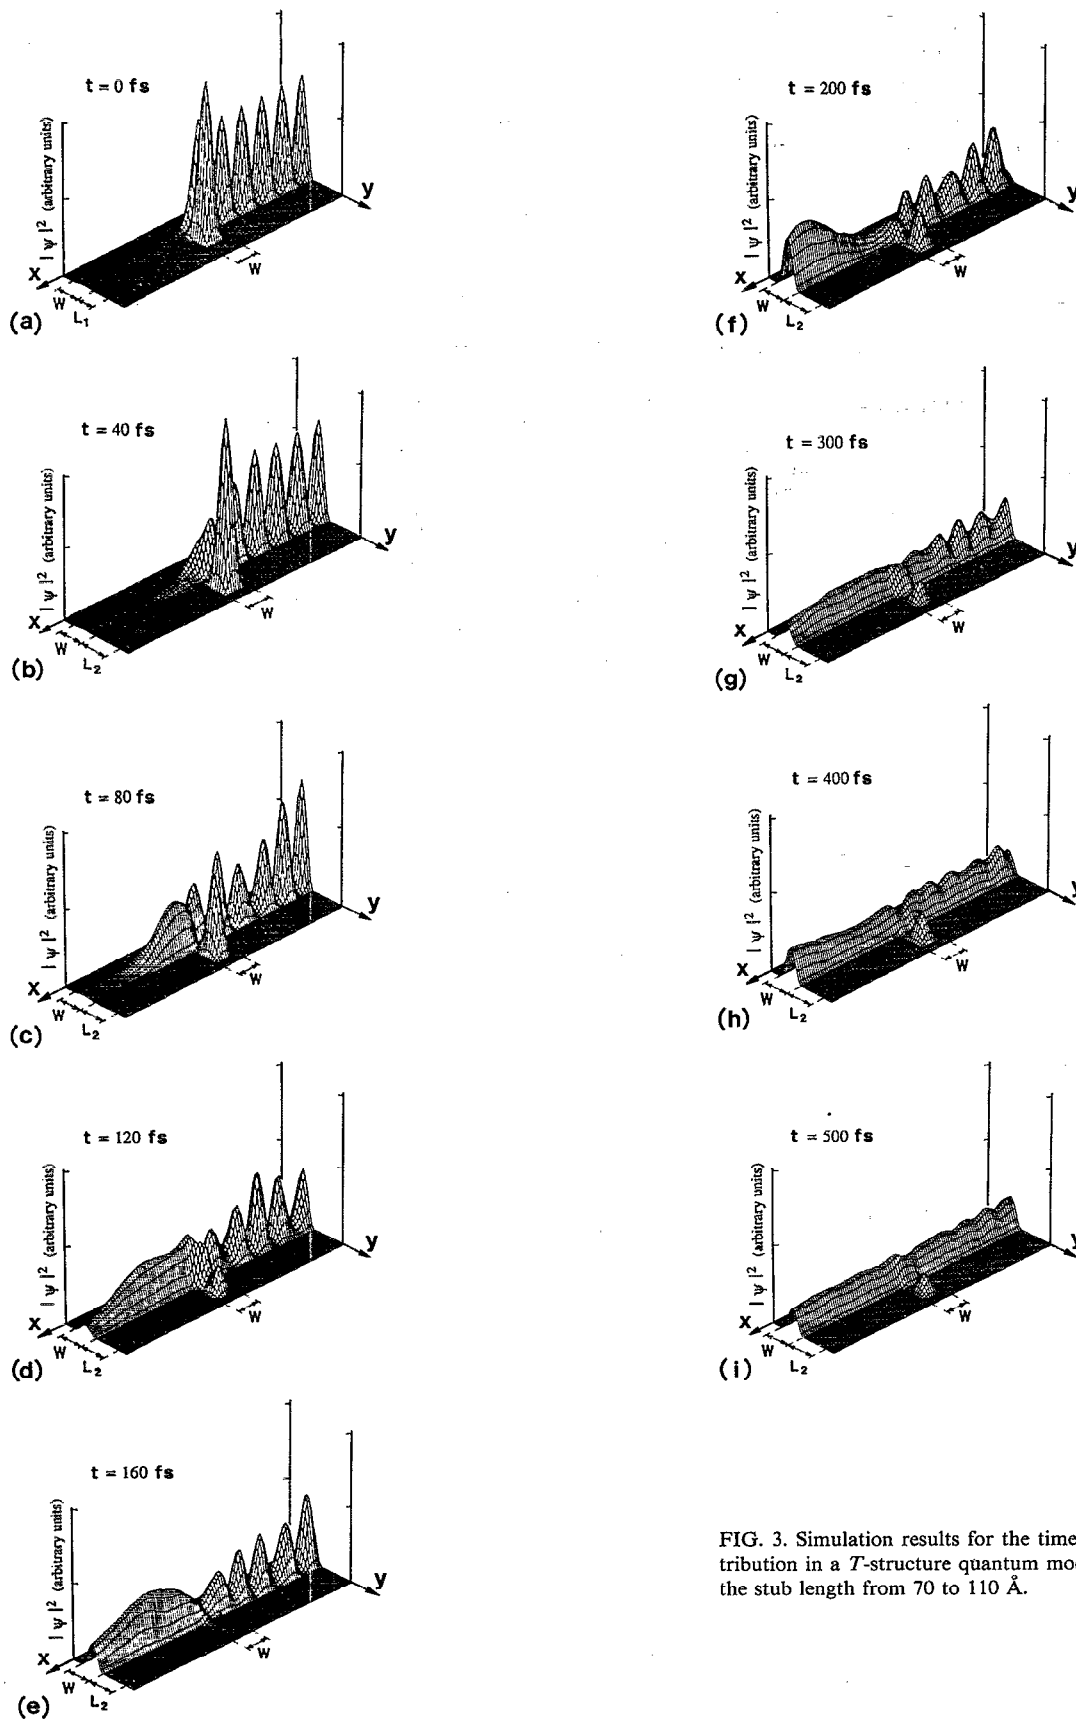 t = 0 fs
| ψ |² (arbitrary units)
y
x
W
W
L₁
(a)
t = 40 fs
| ψ |² (arbitrary units)
y
x
W
W
L₂
(b)
t = 80 fs
| ψ |² (arbitrary units)
y
x
W
W
L₂
(c)
t = 120 fs
| ψ |² (arbitrary units)
y
x
W
W
L₂
(d)
t = 160 fs
| ψ |² (arbitrary units)
y
x
W
W
L₂
(e)
t = 200 fs
| ψ |² (arbitrary units)
y
x
W
W
L₂
(f)
t = 300 fs
| ψ |² (arbitrary units)
y
x
W
W
L₂
(g)
t = 400 fs
| ψ |² (arbitrary units)
y
x
W
W
L₂
(h)
t = 500 fs
| ψ |² (arbitrary units)
y
x
W
W
L₂
(i)
FIG. 3. Simulation results for the time
tribution in a T-structure quantum mo
the stub length from 70 to 110 Å.